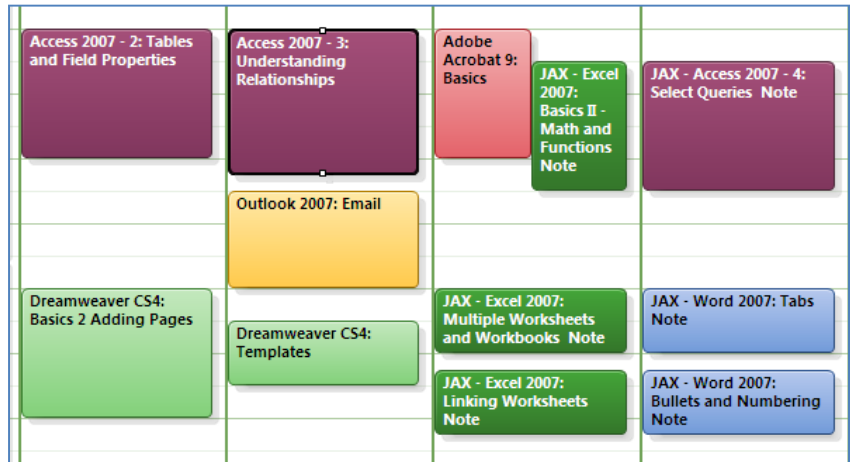 Access 2007 - 2: Tables
and Field Properties
Dreamweaver CS4:
Basics 2 Adding Pages
Access 2007 - 3:
Understanding
Relationships
Outlook 2007: Email
Dreamweaver CS4:
Templates
Adobe
Acrobat 9:
Basics
JAX - Excel
2007:
Basics II -
Math and
Functions
Note
JAX - Excel 2007:
Multiple Worksheets
and Workbooks  Note
JAX - Excel 2007:
Linking Worksheets
Note
JAX - Access 2007 - 4:
Select Queries  Note
JAX - Word 2007: Tabs
Note
JAX - Word 2007:
Bullets and Numbering
Note